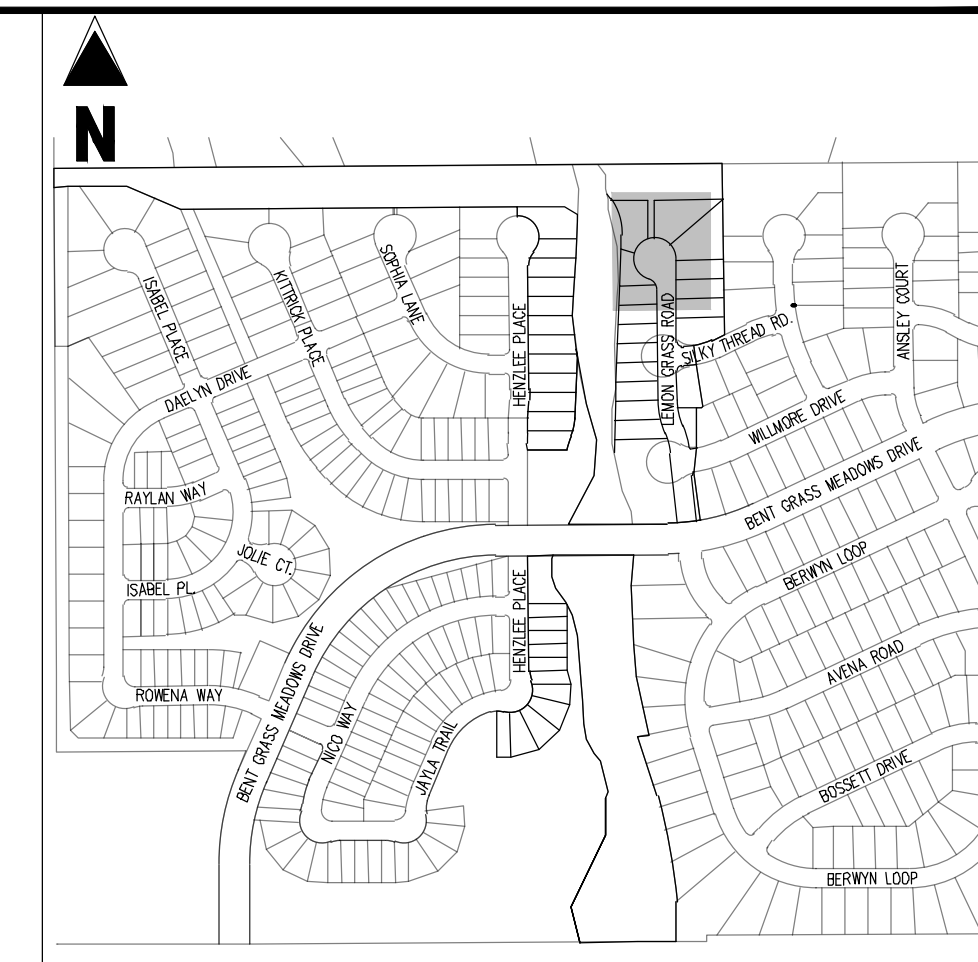 N
ISABEL PLACE
KITTRICK PLACE
SOPHIA LANE
HENZLEE PLACE
LEMON GRASS ROAD
SILKY THREAD RD.
ANSLEY COURT
DAELYN DRIVE
WILLMORE DRIVE
BENT GRASS MEADOWS DRIVE
RAYLAN WAY
JOLIE CT.
ISABEL PL.
BERWYN LOOP
HENZLEE PLACE
AVENA ROAD
ROWENA WAY
BENT GRASS MEADOWS DRIVE
NICO WAY
JAYLA TRAIL
BOSSETT DRIVE
BERWYN LOOP